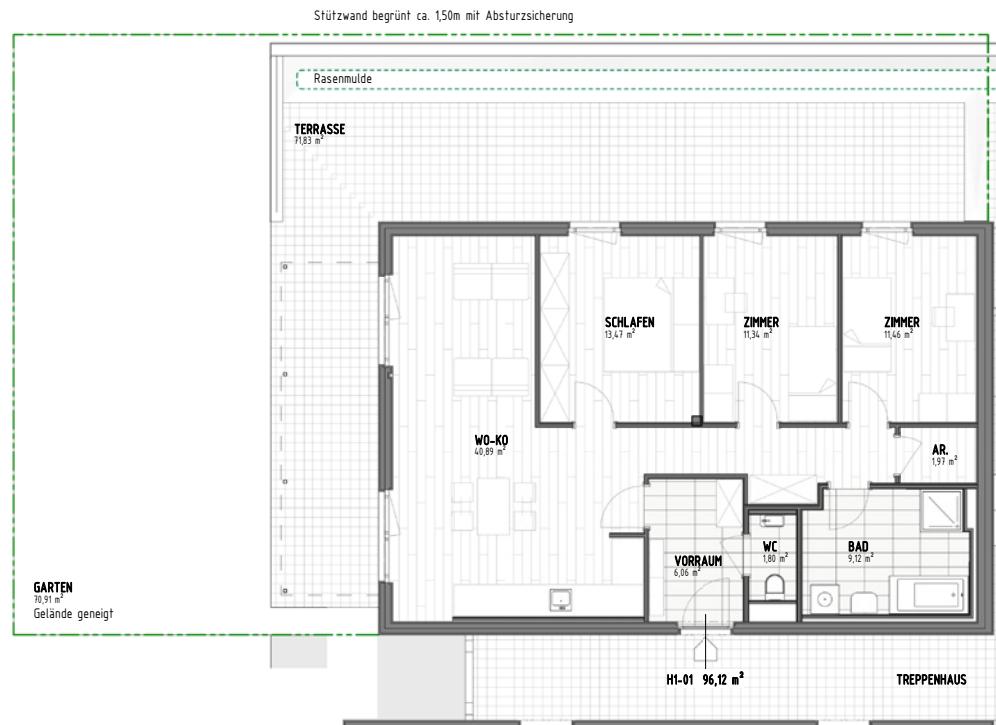 Stützwand begrünt ca. 1,50m mit Absturzsicherung
Rasenmulde
TERRASSE
71,83 m²
SCHLAFEN
13,47 m²
ZIMMER
11,34 m²
ZIMMER
11,46 m²
WO-KO
40,89 m²
AR.
1,97 m²
VORRAUM
6,06 m²
WC
1,80 m²
BAD
9,12 m²
GARTEN
70,91 m²
Gelände geneigt
H1-01 96,12 m²
TREPPENHAUS